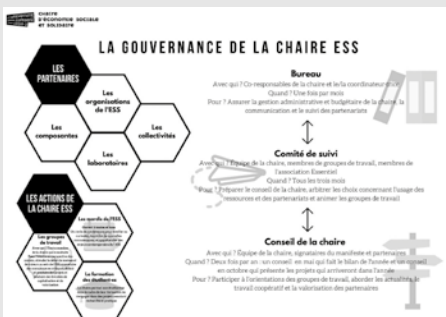 CHAIRE
D'ÉCONOMIE SOCIALE
ET SOLIDAIRE
LA GOUVERNANCE DE LA CHAIRE ESS
LES
PARTENAIRES
Les
organisations
de l'ESS
Les
composantes
Les
collectivités
Les
laboratoires
LES ACTIONS DE
LA CHAIRE ESS
Les mardis de l'ESS
Les groupes
de travail
La formation
des étudiant·es
Bureau
Avec qui ? Co-responsables de la chaire et le/la coordinateur·trice
Quand ? Une fois par mois
Pour ? Assurer la gestion administrative et budgétaire de la chaire, la
communication et le suivi des partenariats
Comité de suivi
Avec qui ? Équipe de la chaire, membres de groupes de travail, membres de
l'association Essentiel
Quand ? Tous les trois mois
Pour ? Préparer le conseil de la chaire, arbitrer les choix concernant l'usage des
ressources et des partenariats et animer les groupes de travail
Conseil de la chaire
Avec qui ? Équipe de la chaire, signataires du manifeste et partenaires
Quand ? Deux fois par an : un conseil en mai qui fait le bilan de l'année et un conseil
en octobre qui présente les projets qui arriveront dans l'année
Pour ? Participer à l'orientations des groupes de travail, aborder les actualités, le
travail coopératif et la valorisation des partenaires